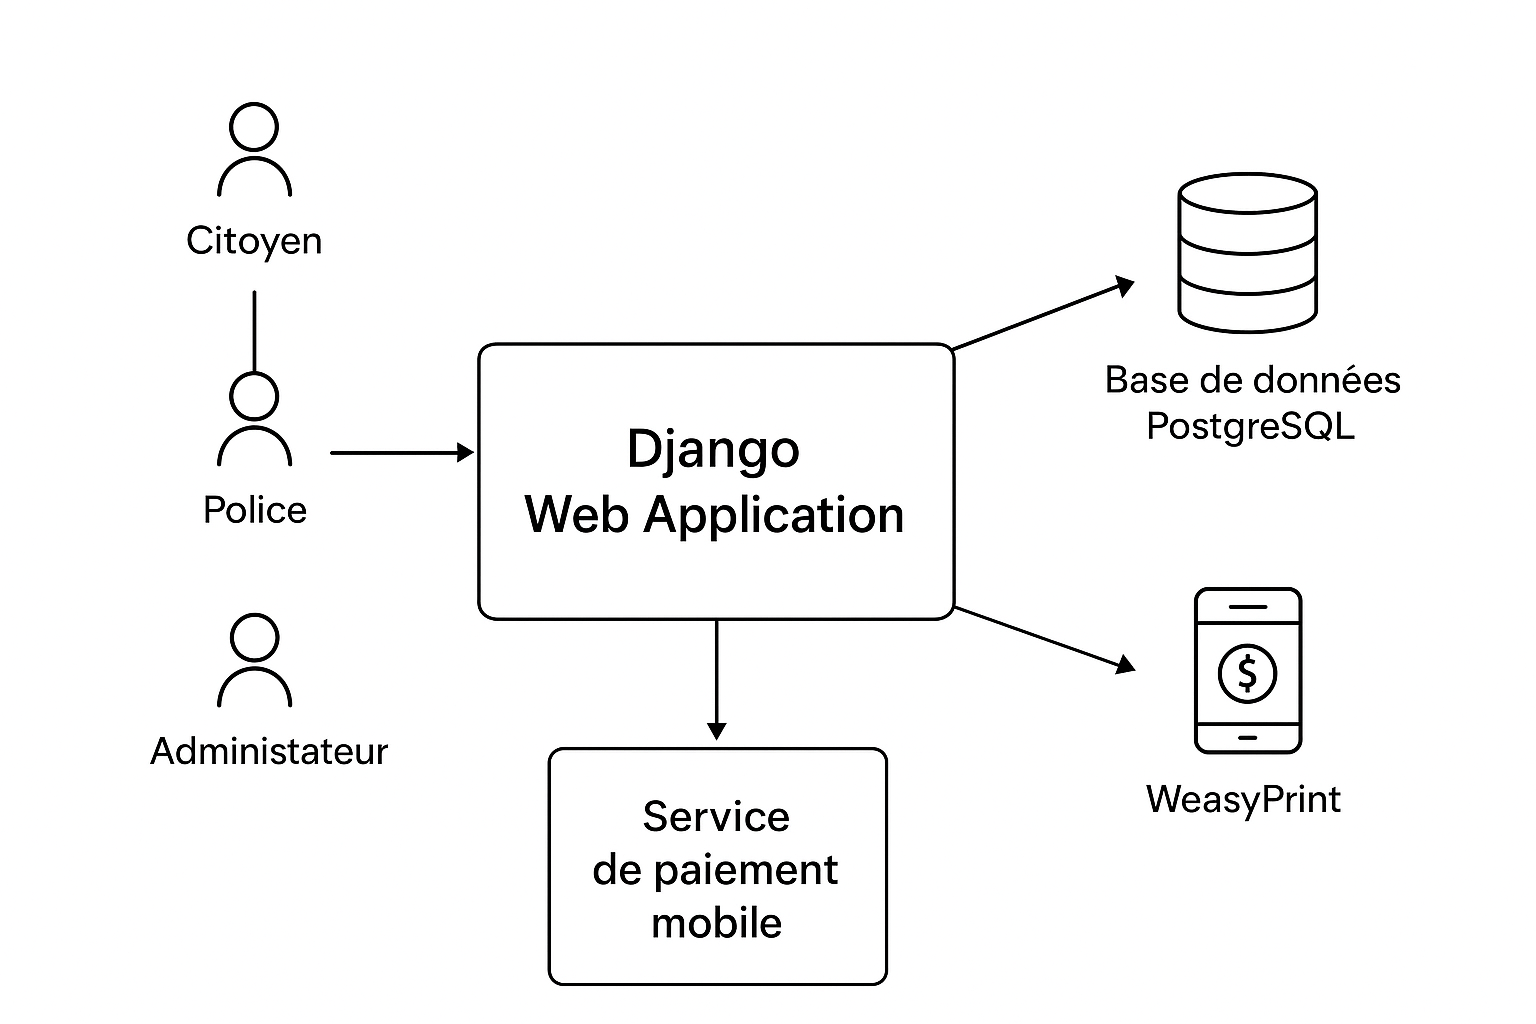 Citoyen
Police
Administateur
Django
Web Application
Service
de paiement
mobile
Base de données
PostgreSQL
$
WeasyPrint